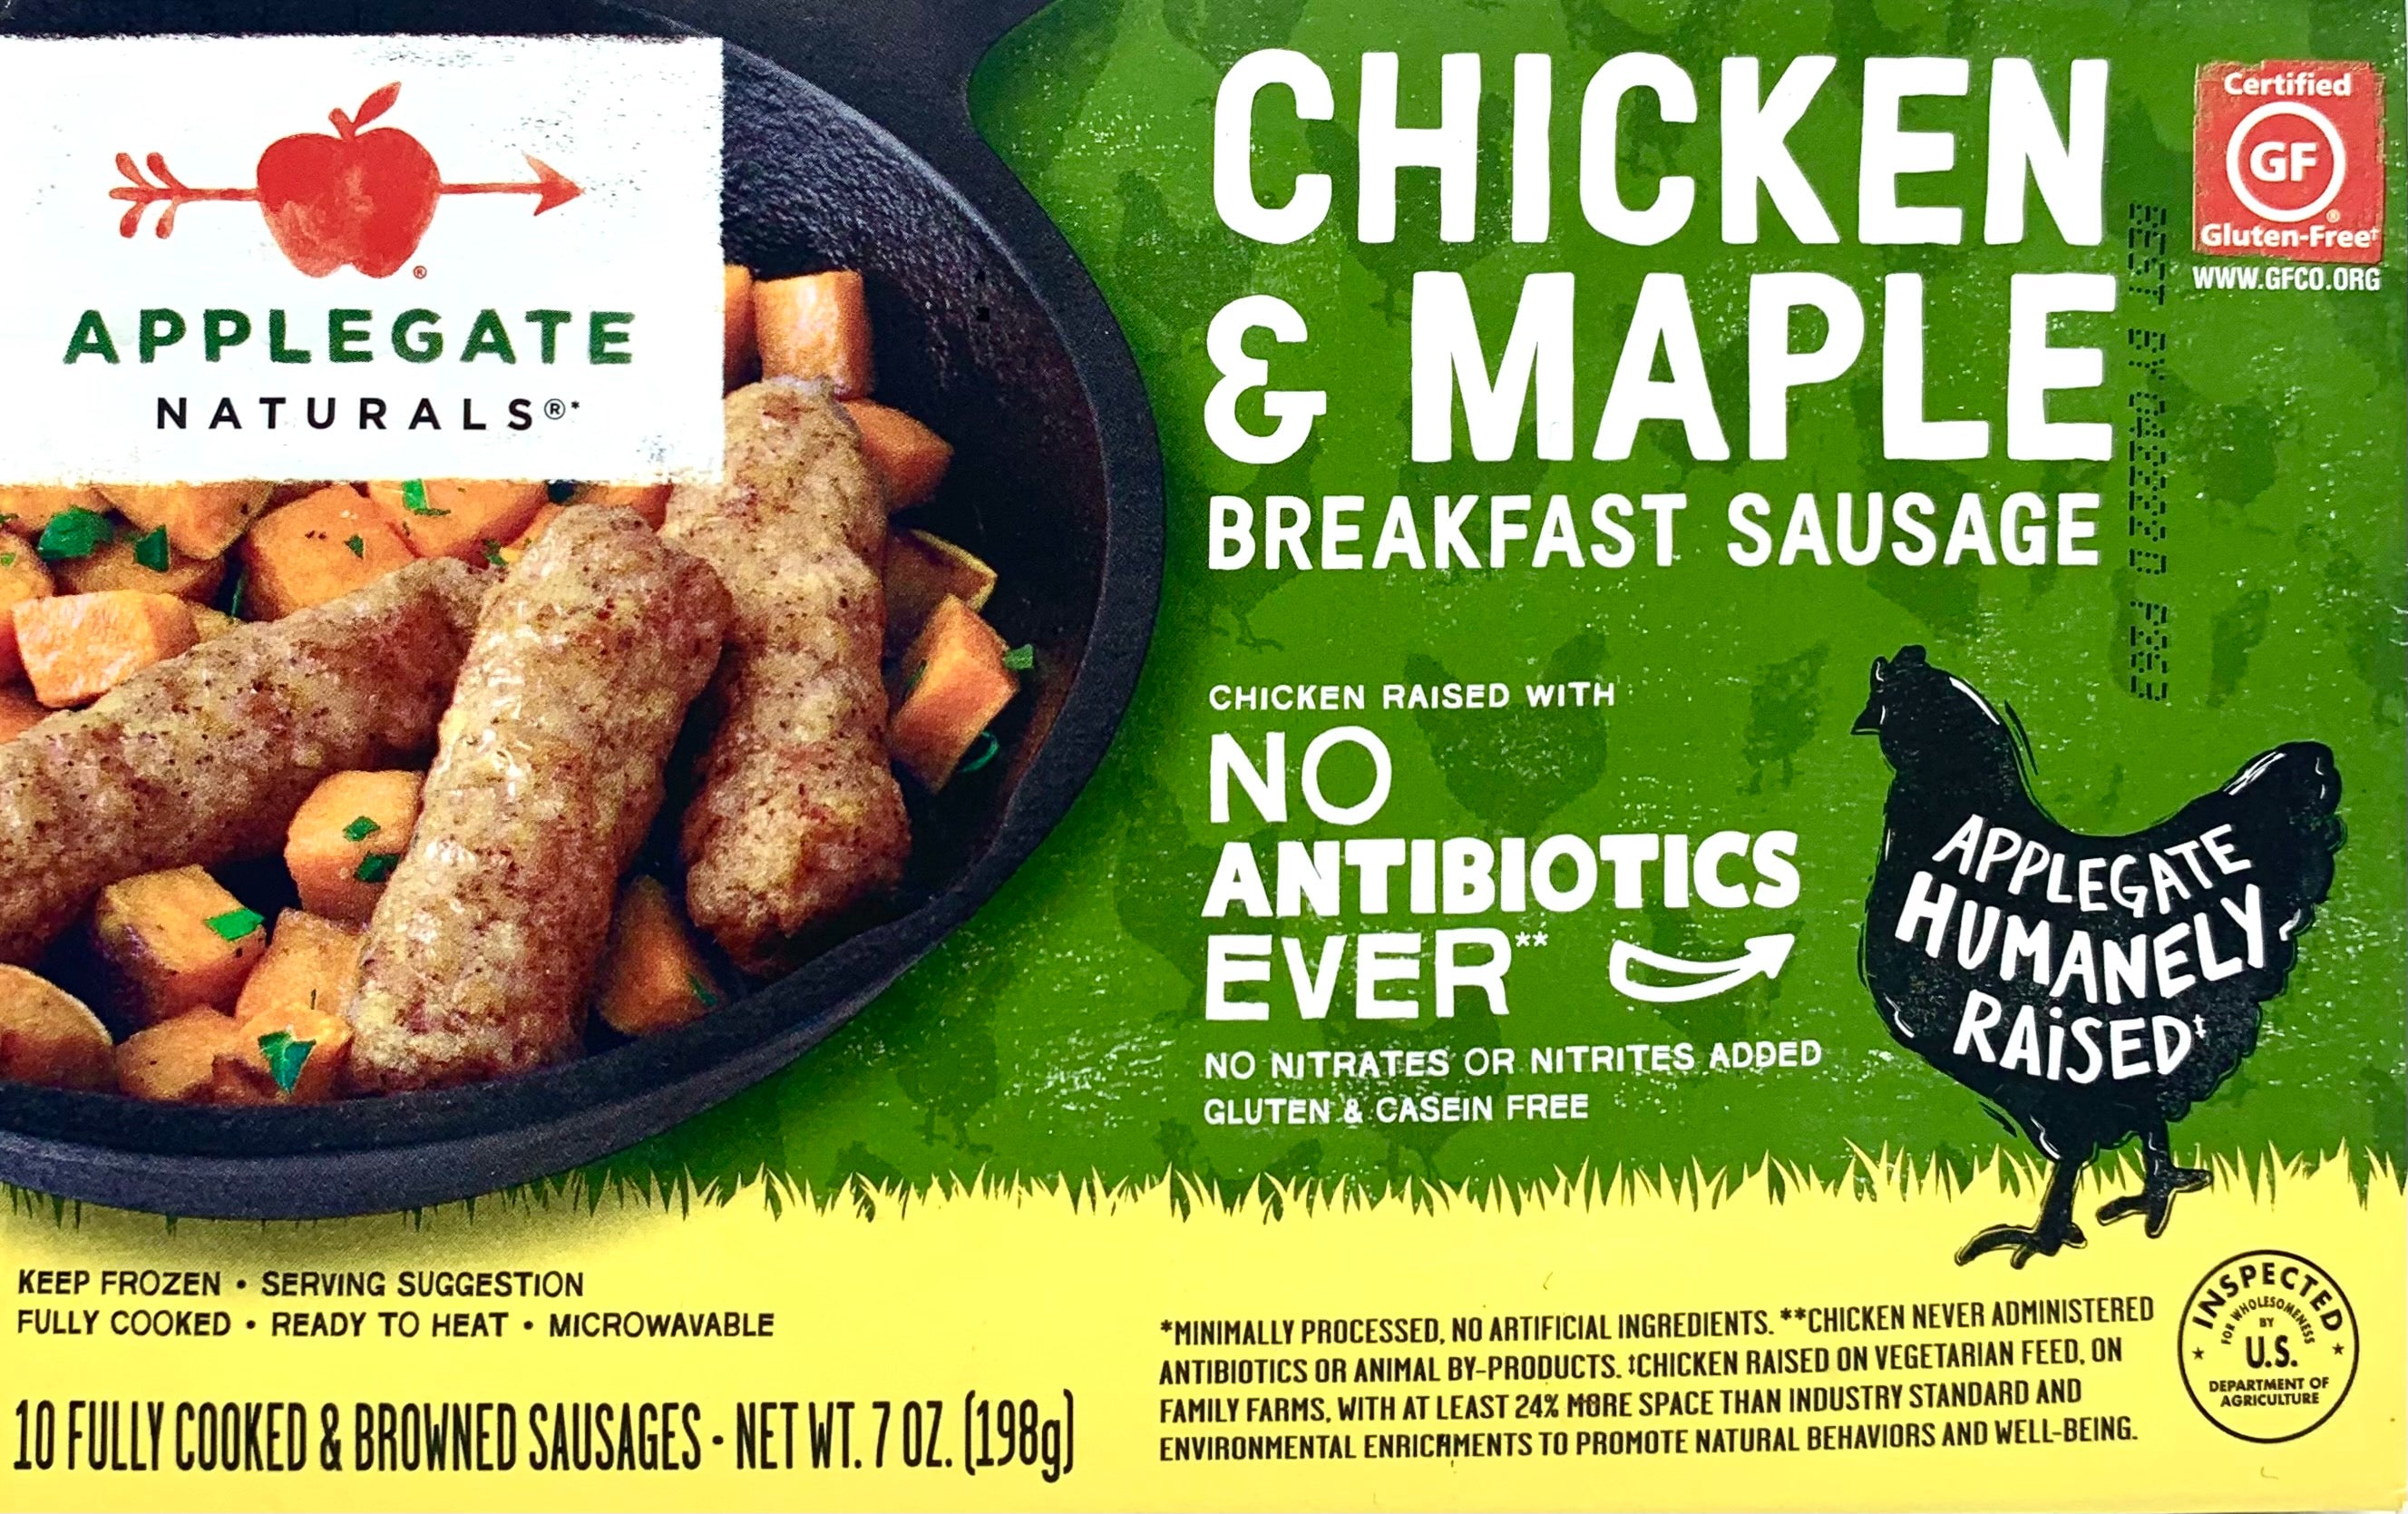 APPLEGATE
NATURALS®*
CHICKEN
& MAPLE
BREAKFAST SAUSAGE
Certified
GF
®
Gluten-Free†
WWW.GFCO.ORG
CHICKEN RAISED WITH
NO
ANTIBIOTICS
EVER**
NO NITRATES OR NITRITES ADDED
GLUTEN & CASEIN FREE
APPLEGATE
HUMANELY
RAiSED‡
KEEP FROZEN • SERVING SUGGESTION
FULLY COOKED • READY TO HEAT • MICROWAVABLE
10 FULLY COOKED & BROWNED SAUSAGES - NET WT. 7 OZ. (198g)
*MINIMALLY PROCESSED, NO ARTIFICIAL INGREDIENTS. **CHICKEN NEVER ADMINISTERED
ANTIBIOTICS OR ANIMAL BY-PRODUCTS. ‡CHICKEN RAISED ON VEGETARIAN FEED, ON
FAMILY FARMS, WITH AT LEAST 24% MORE SPACE THAN INDUSTRY STANDARD AND
ENVIRONMENTAL ENRICHMENTS TO PROMOTE NATURAL BEHAVIORS AND WELL-BEING.
INSPECTED
FOR WHOLESOMENESS
BY
U.S.
DEPARTMENT OF
AGRICULTURE